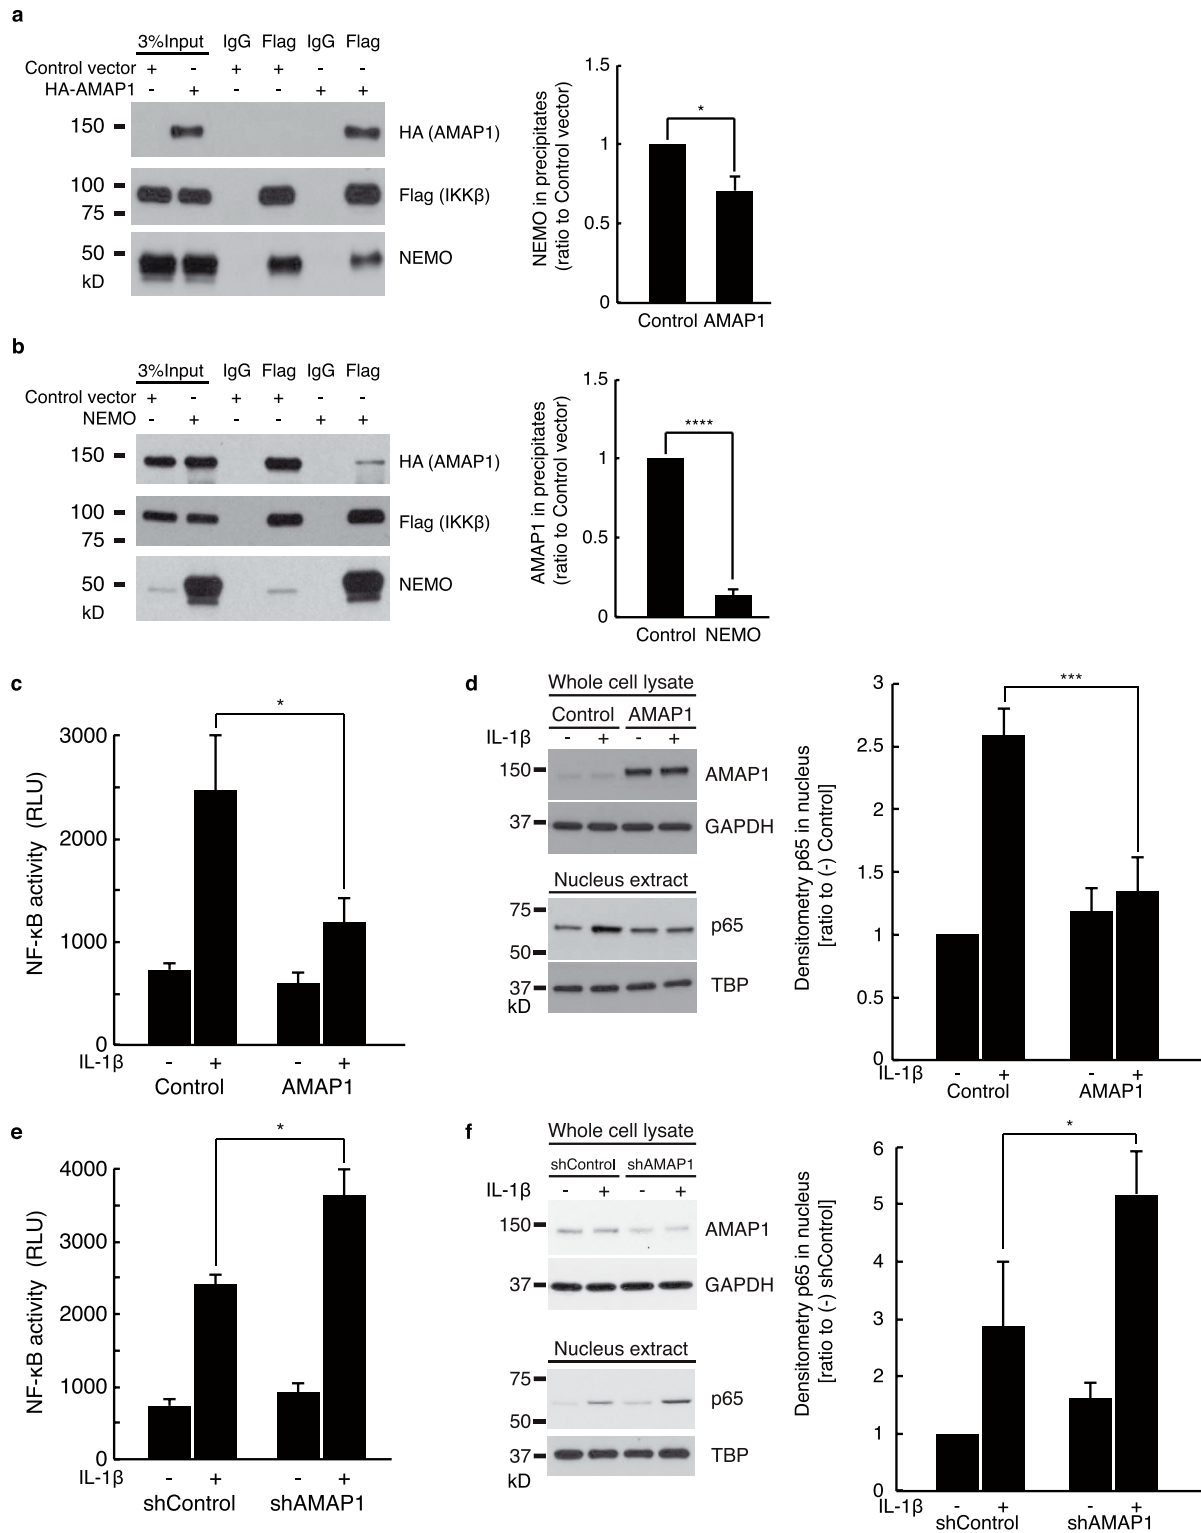 a
3%Input IgG Flag IgG Flag
Control vector + - + + - -
HA-AMAP1 - + - - + +
150 HA (AMAP1)
100
75 Flag (IKKβ)
50 NEMO
kD
NEMO in precipitates
(ratio to Control vector)
1.5
1
0.5
0
*
Control AMAP1
b
3%Input IgG Flag IgG Flag
Control vector + - + + - -
NEMO - + - - + +
150 HA (AMAP1)
100
75 Flag (IKKβ)
50 NEMO
kD
AMAP1 in precipitates
(ratio to Control vector)
1.5
1
0.5
0
****
Control NEMO
c
NF-κB activity (RLU)
3000
2000
1000
0
*
IL-1β - + - +
Control AMAP1
d
Whole cell lysate
Control AMAP1
IL-1β - + - +
150 AMAP1
37 GAPDH
Nucleus extract
75 p65
50
37 TBP
kD
Densitometry p65 in nucleus
[ratio to (-) Control]
3
2.5
2
1.5
1
0.5
0
***
IL-1β - + - +
Control AMAP1
e
NF-κB activity (RLU)
4000
3000
2000
1000
0
*
IL-1β - + - +
shControl shAMAP1
f
Whole cell lysate
shControl shAMAP1
IL-1β - + - +
150 AMAP1
37 GAPDH
Nucleus extract
75 p65
50
37 TBP
kD
Densitometry p65 in nucleus
[ratio to (-) shControl]
6
5
4
3
2
1
0
*
IL-1β - + - +
shControl shAMAP1